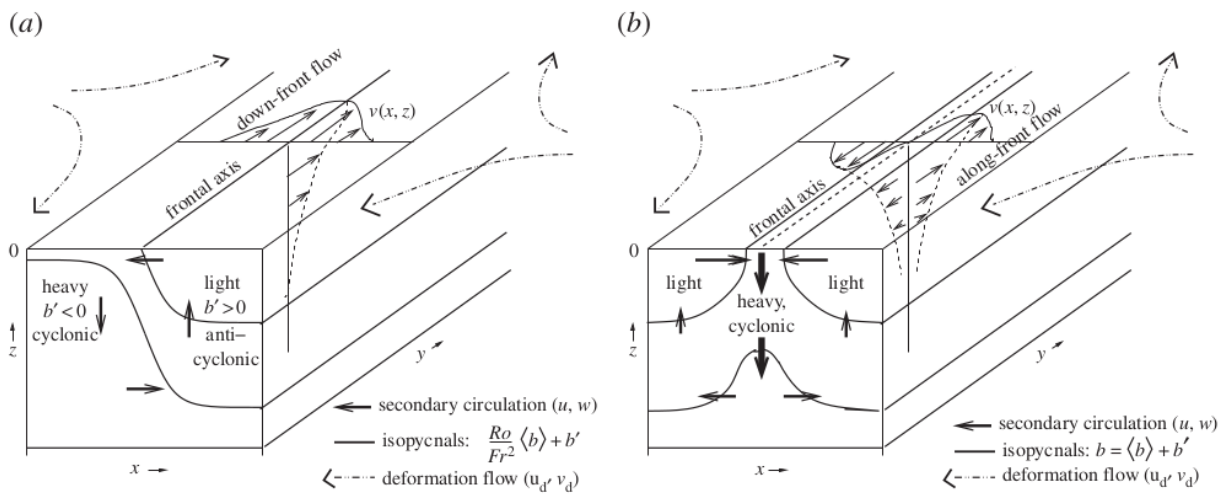 (a)
down-front flow
v(x, z)
frontal axis
0
heavy
b′ < 0
cyclonic
light
b′ > 0
anti–
cyclonic
z
y
x
secondary circulation (u, w)
isopycnals: Ro/Fr² ⟨b⟩ + b′
deformation flow (u_d, v_d)
(b)
v(x, z)
along-front flow
frontal axis
0
light
light
heavy,
cyclonic
z
y
x
secondary circulation (u, w)
isopycnals: b = ⟨b⟩ + b′
deformation flow (u_d, v_d)